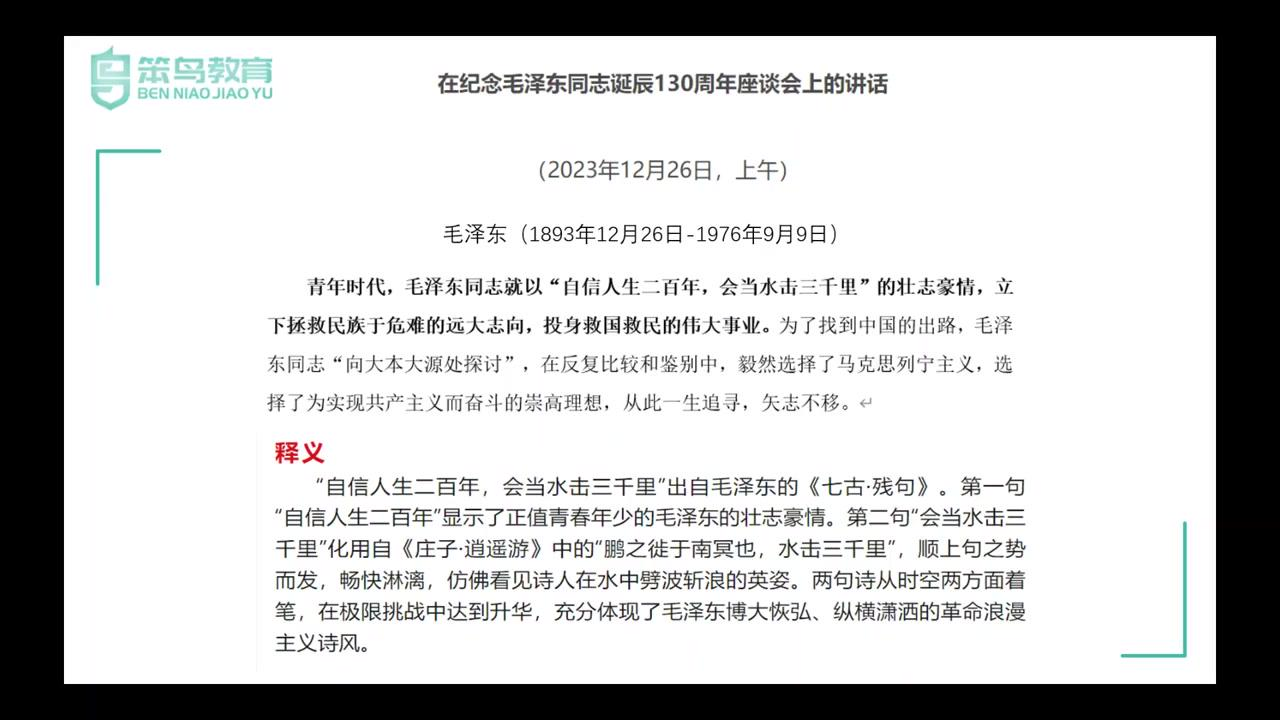 笨鸟教育
BEN NIAO JIAO YU
在纪念毛泽东同志诞辰130周年座谈会上的讲话
（2023年12月26日，上午）
毛泽东（1893年12月26日-1976年9月9日）
青年时代，毛泽东同志就以“自信人生二百年，会当水击三千里”的壮志豪情，立
下拯救民族于危难的远大志向，投身救国救民的伟大事业。为了找到中国的出路，毛泽
东同志“向大本大源处探讨”，在反复比较和鉴别中，毅然选择了马克思列宁主义，选
择了为实现共产主义而奋斗的崇高理想，从此一生追寻，矢志不移。↵
释义
“自信人生二百年，会当水击三千里”出自毛泽东的《七古·残句》。第一句
“自信人生二百年”显示了正值青春年少的毛泽东的壮志豪情。第二句“会当水击三
千里”化用自《庄子·逍遥游》中的“鹏之徙于南冥也，水击三千里”，顺上句之势
而发，畅快淋漓，仿佛看见诗人在水中劈波斩浪的英姿。两句诗从时空两方面着
笔，在极限挑战中达到升华，充分体现了毛泽东博大恢弘、纵横潇洒的革命浪漫
主义诗风。